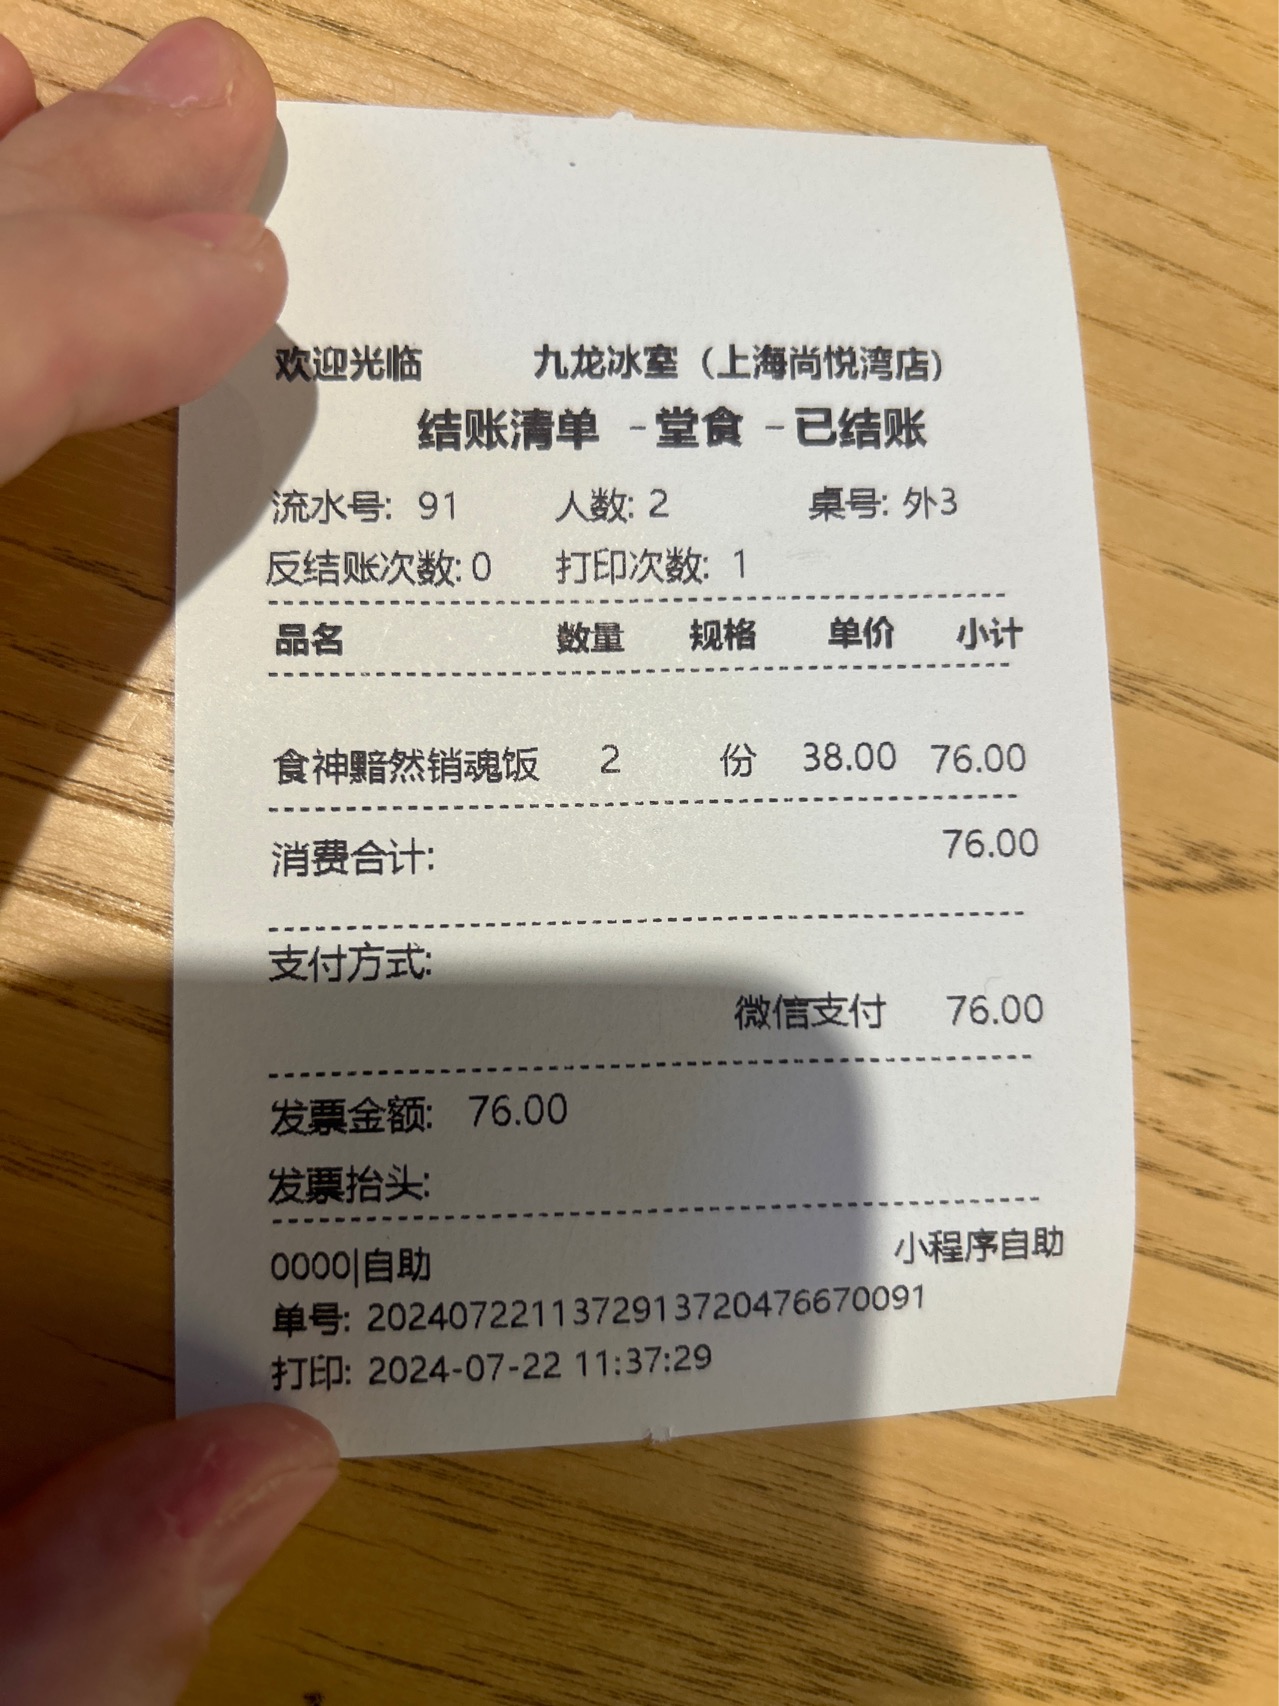 欢迎光临 九龙冰室（上海尚悦湾店）
结账清单 -堂食 -已结账
流水号: 91 人数: 2 桌号: 外3
反结账次数: 0 打印次数: 1
品名 数量 规格 单价 小计
食神黯然销魂饭 2 份 38.00 76.00
消费合计: 76.00
支付方式:
微信支付 76.00
发票金额: 76.00
发票抬头:
0000|自助 小程序自助
单号: 2024072211372913720476670091
打印: 2024-07-22 11:37:29